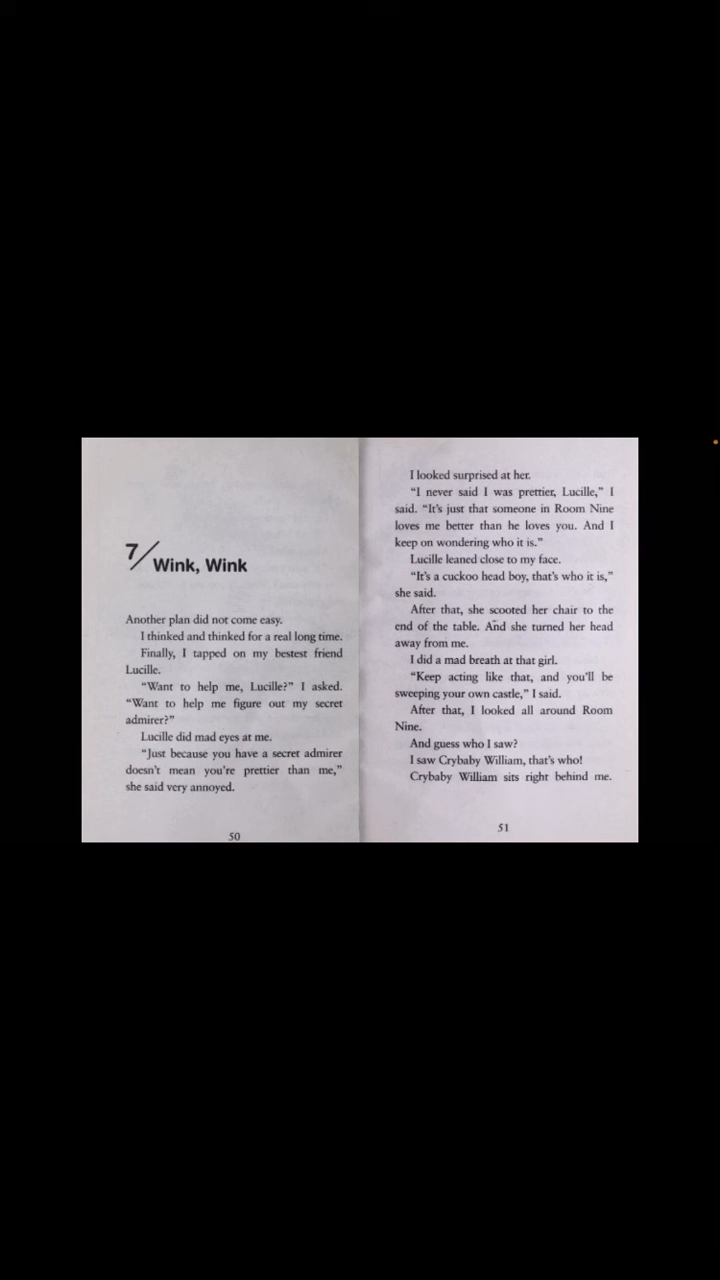 7/Wink, Wink
Another plan did not come easy.
I thinked and thinked for a real long time.
Finally, I tapped on my bestest friend
Lucille.
“Want to help me, Lucille?” I asked.
“Want to help me figure out my secret
admirer?”
Lucille did mad eyes at me.
“Just because you have a secret admirer
doesn’t mean you’re prettier than me,”
she said very annoyed.
50
I looked surprised at her.
“I never said I was prettier, Lucille,” I
said. “It’s just that someone in Room Nine
loves me better than he loves you. And I
keep on wondering who it is.”
Lucille leaned close to my face.
“It’s a cuckoo head boy, that’s who it is,”
she said.
After that, she scooted her chair to the
end of the table. And she turned her head
away from me.
I did a mad breath at that girl.
“Keep acting like that, and you’ll be
sweeping your own castle,” I said.
After that, I looked all around Room
Nine.
And guess who I saw?
I saw Crybaby William, that’s who!
Crybaby William sits right behind me.
51